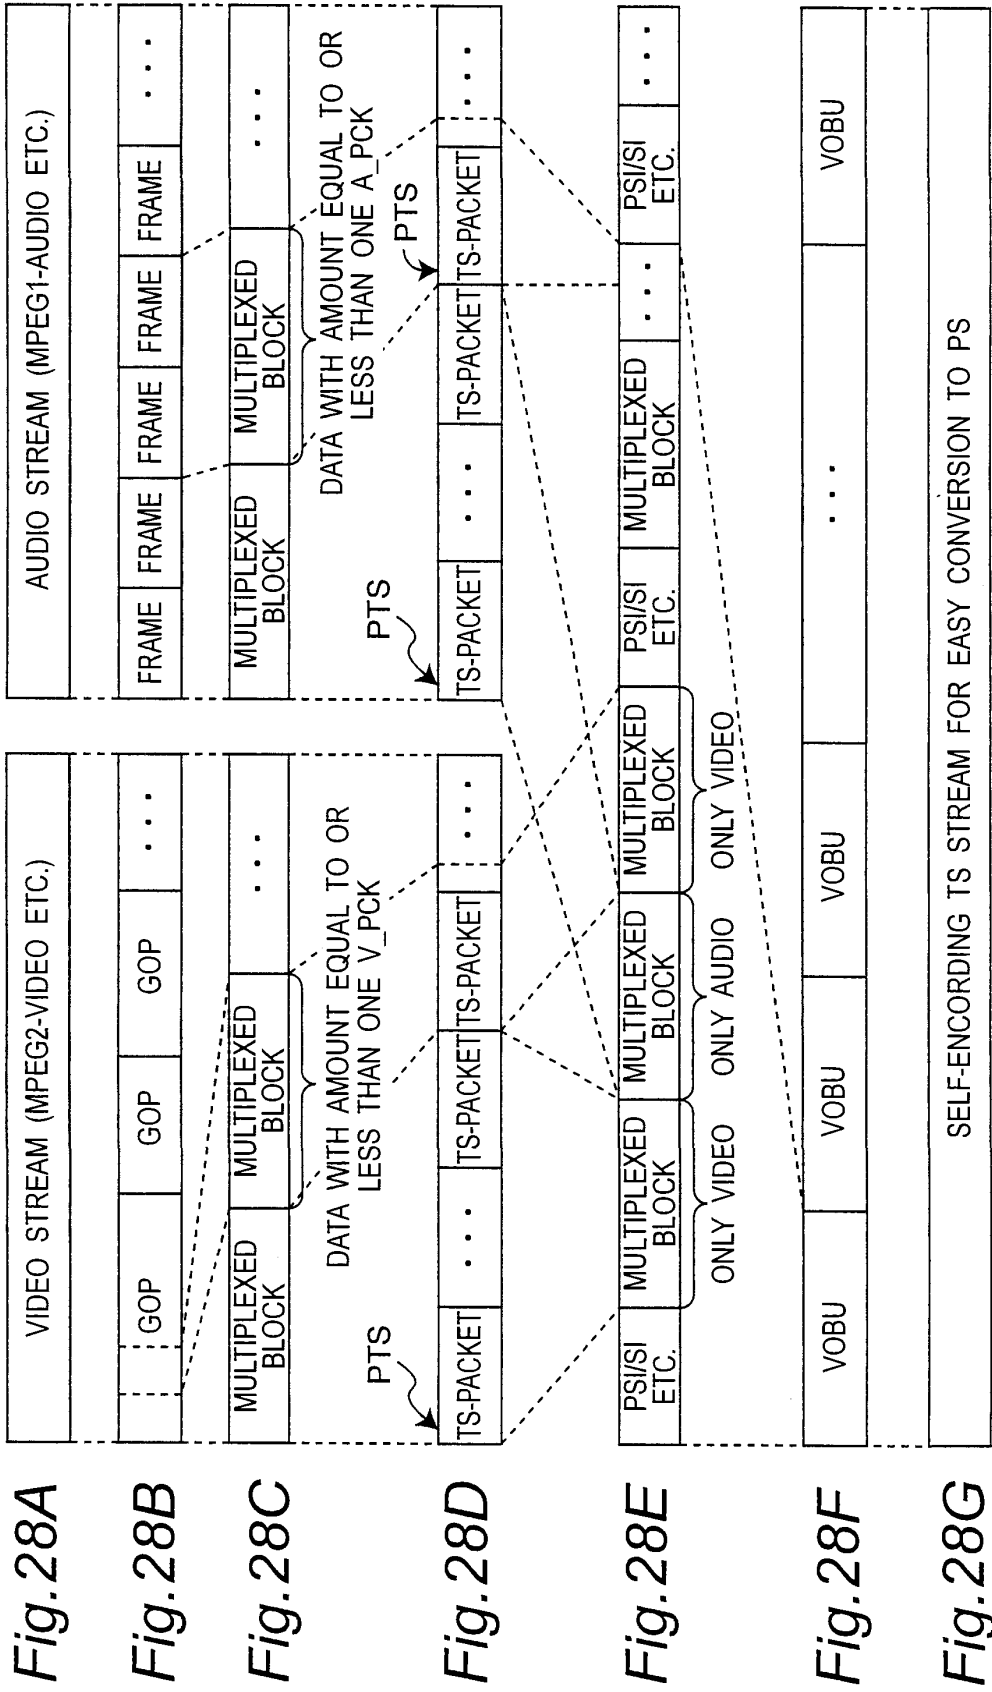 Fig.28A
VIDEO STREAM (MPEG2-VIDEO ETC.)
AUDIO STREAM (MPEG1-AUDIO ETC.)
Fig.28B
GOP
GOP
GOP
...
FRAME
FRAME
FRAME
FRAME
FRAME
...
Fig.28C
MULTIPLEXED
BLOCK
MULTIPLEXED
BLOCK
...
MULTIPLEXED
BLOCK
MULTIPLEXED
BLOCK
...
DATA WITH AMOUNT EQUAL TO OR
LESS THAN ONE V_PCK
DATA WITH AMOUNT EQUAL TO OR
LESS THAN ONE A_PCK
PTS
PTS
PTS
Fig.28D
TS-PACKET
...
TS-PACKET
TS-PACKET
...
TS-PACKET
...
TS-PACKET
TS-PACKET
...
Fig.28E
PSI/SI
ETC.
MULTIPLEXED
BLOCK
MULTIPLEXED
BLOCK
MULTIPLEXED
BLOCK
PSI/SI
ETC.
MULTIPLEXED
BLOCK
...
PSI/SI
ETC.
...
ONLY VIDEO
ONLY AUDIO
ONLY VIDEO
Fig.28F
VOBU
VOBU
VOBU
...
VOBU
Fig.28G
SELF-ENCORDING TS STREAM FOR EASY CONVERSION TO PS